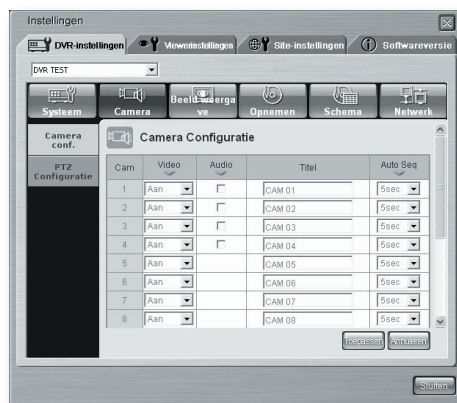 Instellingen
DVR-instellingen Viewerinstellingen Site-instellingen Softwareversie
DVR TEST
Systeem Camera Beeldweergave Opnemen Schema Netwerk
Camera conf.
PTZ Configuratie
Camera Configuratie
Cam Video Audio Titel Auto Seq
1 Aan CAM 01 5sec
2 Aan CAM 02 5sec
3 Aan CAM 03 5sec
4 Aan CAM 04 5sec
5 Aan CAM 05 5sec
6 Aan CAM 06 5sec
7 Aan CAM 07 5sec
8 Aan CAM 08 5sec
Toepassen Annuleren
Sluiten